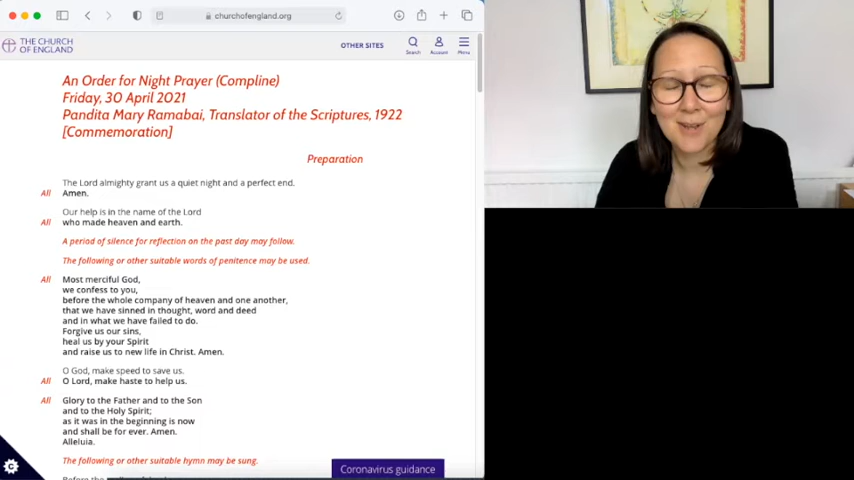 churchofengland.org
THE CHURCH
OF ENGLAND
OTHER SITES
Search
Account
Menu
An Order for Night Prayer (Compline)
Friday, 30 April 2021
Pandita Mary Ramabai, Translator of the Scriptures, 1922
[Commemoration]
Preparation
The Lord almighty grant us a quiet night and a perfect end.
All Amen.
Our help is in the name of the Lord
All who made heaven and earth.
A period of silence for reflection on the past day may follow.
The following or other suitable words of penitence may be used.
All Most merciful God,
we confess to you,
before the whole company of heaven and one another,
that we have sinned in thought, word and deed
and in what we have failed to do.
Forgive us our sins,
heal us by your Spirit
and raise us to new life in Christ. Amen.
O God, make speed to save us.
All O Lord, make haste to help us.
All Glory to the Father and to the Son
and to the Holy Spirit;
as it was in the beginning is now
and shall be for ever. Amen.
Alleluia.
The following or other suitable hymn may be sung.
Coronavirus guidance